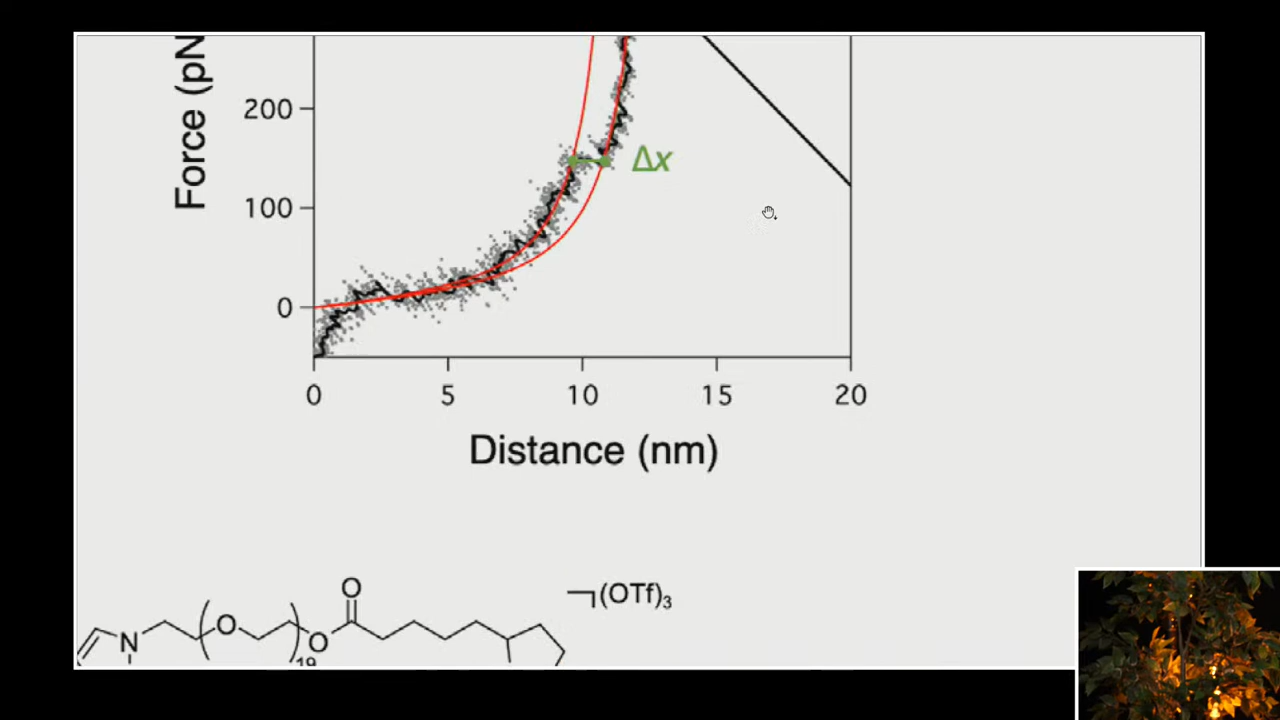 Force (pN
200
Δx
100
0
0 5 10 15 20
Distance (nm)
O
(OTf)3
N
O
O
19